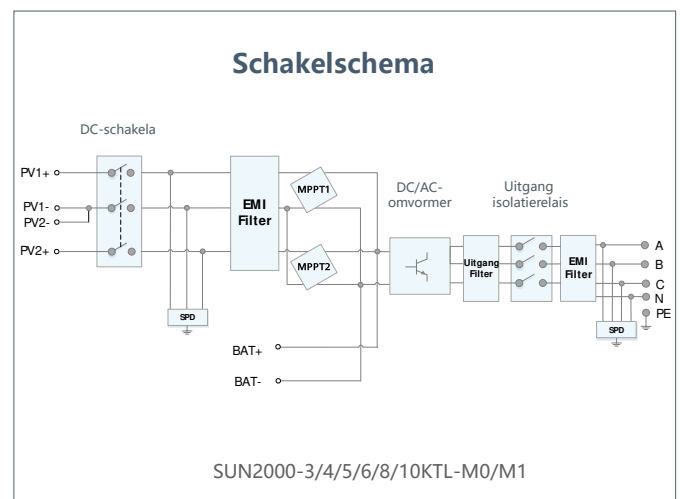 Schakelschema
DC-schakela
PV1+
PV1-
PV2-
PV2+
EMI
Filter
MPPT1
MPPT2
SPD
BAT+
BAT-
DC/AC-
omvormer
Uitgang
Filter
Uitgang
isolatierelais
EMI
Filter
SPD
A
B
C
N
PE
SUN2000-3/4/5/6/8/10KTL-M0/M1